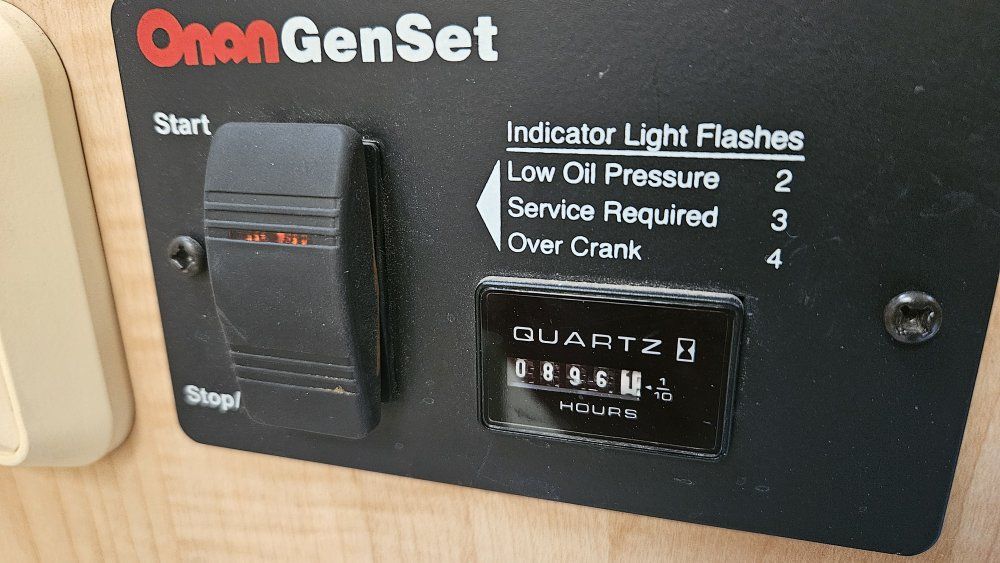 OnanGenSet
Start
Indicator Light Flashes
Low Oil Pressure 2
Service Required 3
Over Crank 4
QUARTZ
08961 1/10
HOURS
Stop/